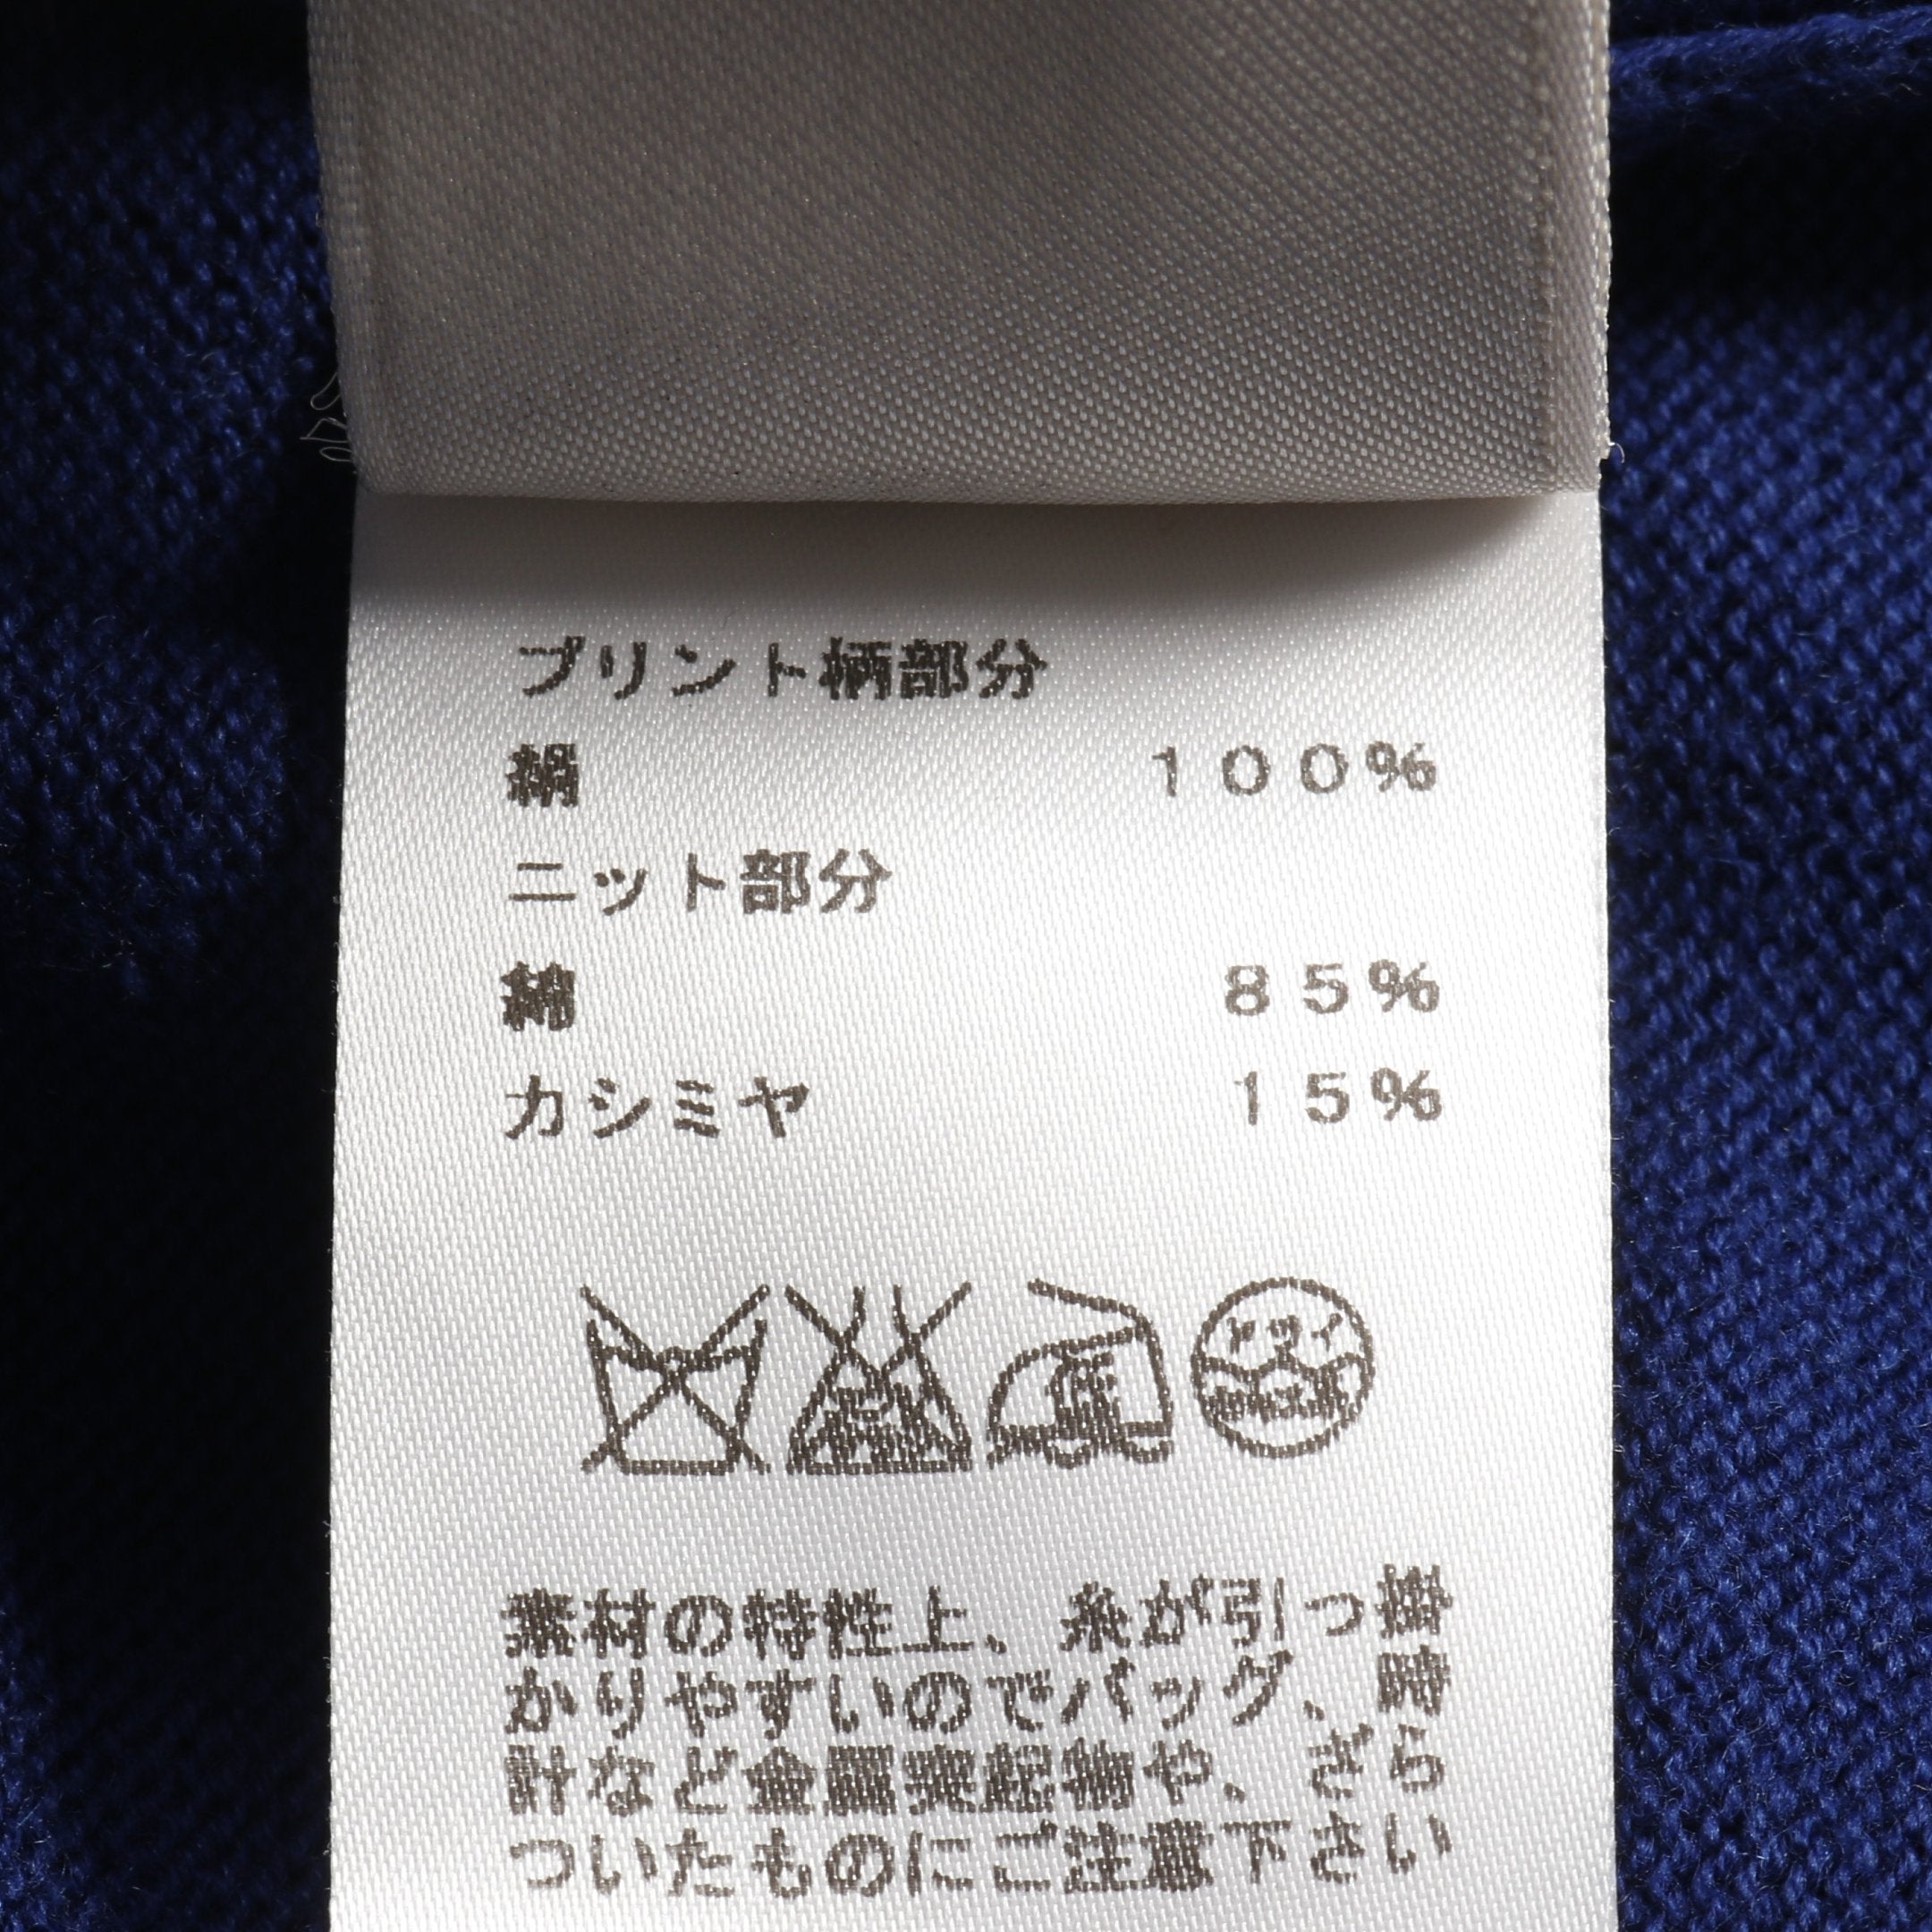 プリント柄部分
絹 100%
ニット部分
綿 85%
カシミヤ 15%
ドライ
素材の特性上、糸が引っ掛
かりやすいのでバッグ、時
計など金属突起物や、ざら
ついたものにご注意下さい